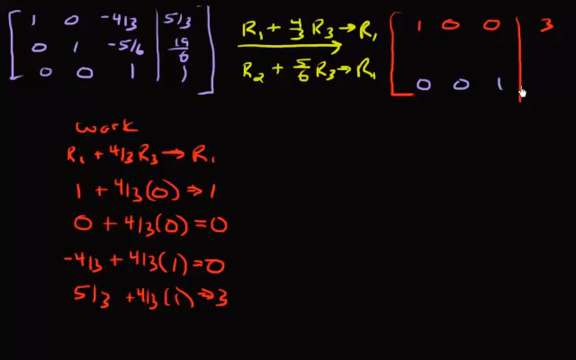 1 0 -4/3 | 5/3
0 1 -5/6 | 19/6
0 0 1 | 1
R₁ + 4/3 R₃ → R₁
R₂ + 5/6 R₃ → R₁
1 0 0 | 3
0 0 1
work
R₁ + 4/3 R₃ → R₁
1 + 4/3(0) ⇒ 1
0 + 4/3(0) = 0
-4/3 + 4/3(1) = 0
5/3 + 4/3(1) ⇒ 3